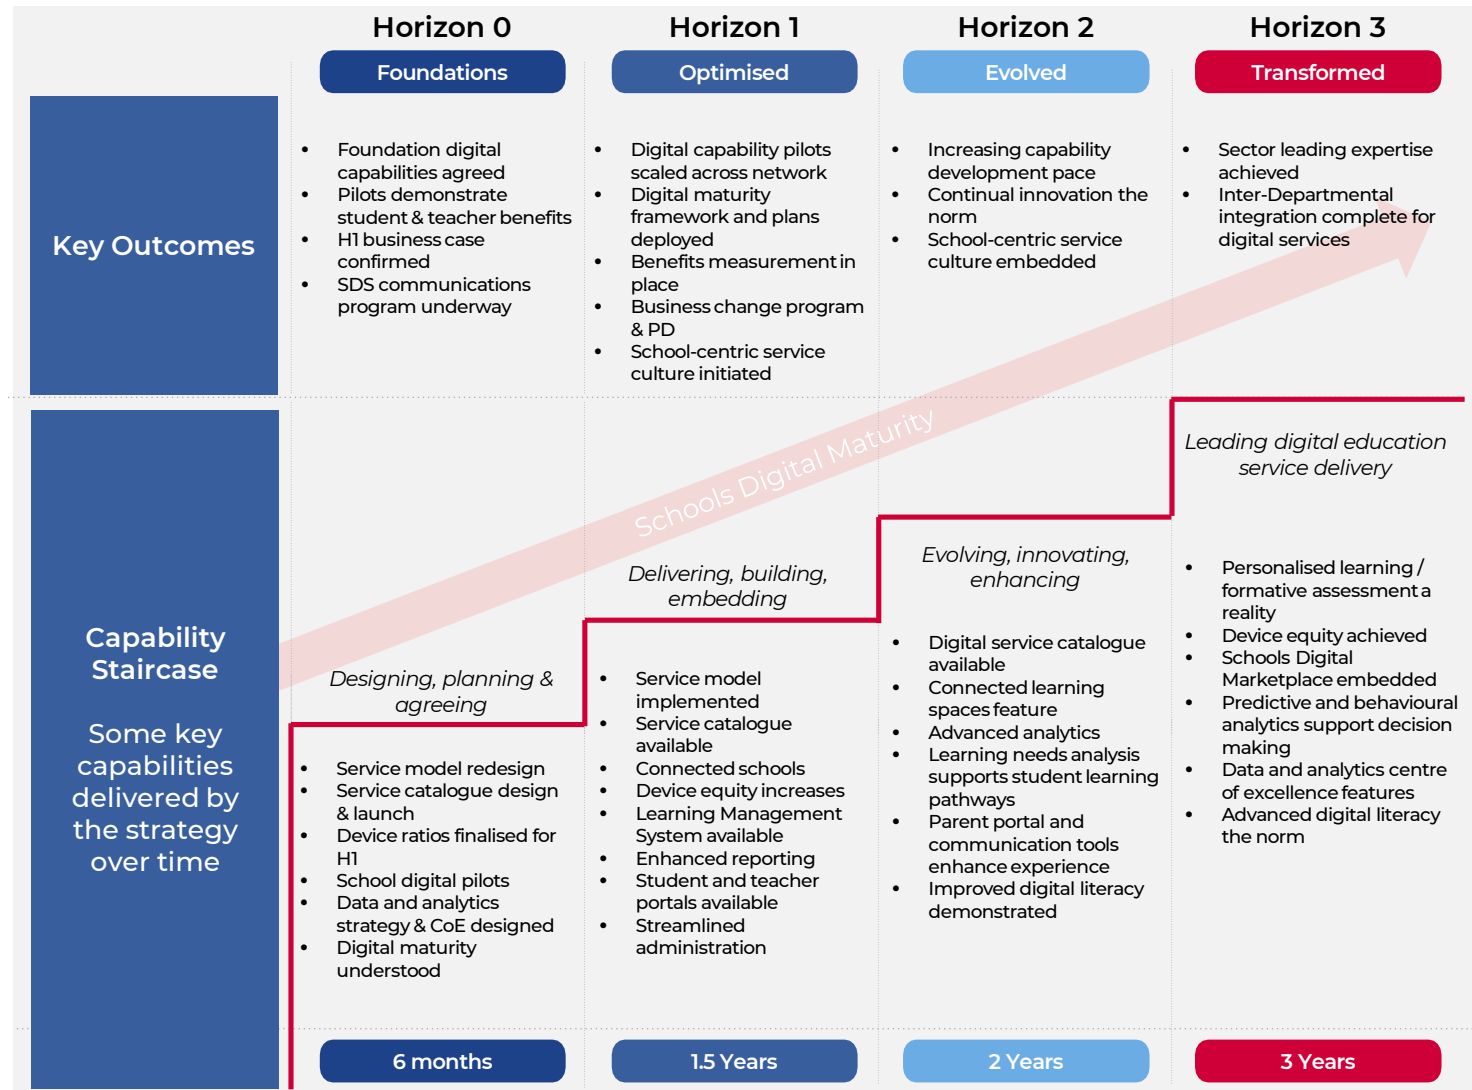 Horizon 0
Horizon 1
Horizon 2
Horizon 3
Foundations
Optimised
Evolved
Transformed
Key Outcomes
• Foundation digital
capabilities agreed
• Pilots demonstrate
student & teacher benefits
• H1 business case
confirmed
• SDS communications
program underway
• Digital capability pilots
scaled across network
• Digital maturity
framework and plans
deployed
• Benefits measurement in
place
• Business change program
& PD
• School-centric service
culture initiated
• Increasing capability
development pace
• Continual innovation the
norm
• School-centric service
culture embedded
• Sector leading expertise
achieved
• Inter-Departmental
integration complete for
digital services
Schools Digital Maturity
Capability
Staircase
Some key
capabilities
delivered by
the strategy
over time
Designing, planning &
agreeing
• Service model redesign
• Service catalogue design
& launch
• Device ratios finalised for
H1
• School digital pilots
• Data and analytics
strategy & CoE designed
• Digital maturity
understood
Delivering, building,
embedding
• Service model
implemented
• Service catalogue
available
• Connected schools
• Device equity increases
• Learning Management
System available
• Enhanced reporting
• Student and teacher
portals available
• Streamlined
administration
Evolving, innovating,
enhancing
• Digital service catalogue
available
• Connected learning
spaces feature
• Advanced analytics
• Learning needs analysis
supports student learning
pathways
• Parent portal and
communication tools
enhance experience
• Improved digital literacy
demonstrated
Leading digital education
service delivery
• Personalised learning /
formative assessment a
reality
• Device equity achieved
• Schools Digital
Marketplace embedded
• Predictive and behavioural
analytics support decision
making
• Data and analytics centre
of excellence features
• Advanced digital literacy
the norm
6 months
1.5 Years
2 Years
3 Years